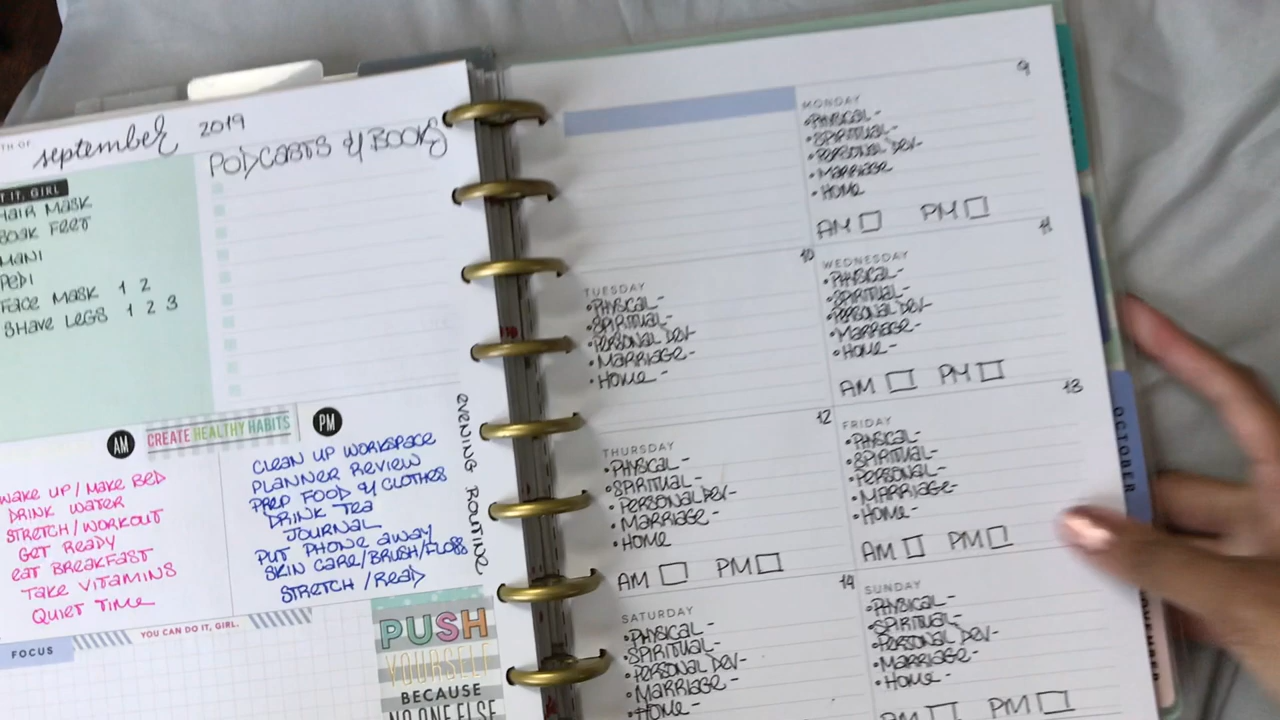 TH OF september 2019
T IT, GIRL
HAIR MASK
SOAK FEET
MANI
PEDI
FACE MASK 1 2
SHAVE LEGS 1 2 3
PODCASTS & BOOKS
AM
CREATE HEALTHY HABITS
PM
WAKE UP / MAKE BED
DRINK WATER
STRETCH/WORKOUT
GET READY
EAT BREAKFAST
TAKE VITAMINS
QUIET TIME
CLEAN UP WORKSPACE
PLANNER REVIEW
PREP FOOD & CLOTHES
DRINK TEA
JOURNAL
PUT PHONE AWAY
SKIN CARE/BRUSH/FLOSS
STRETCH / READ
EVENING ROUTINE
FOCUS
YOU CAN DO IT, GIRL.
PUSH
YOURSELF
BECAUSE
NO ONE ELSE
9
MONDAY
•PHYSICAL-
•SPIRITUAL-
•PERSONAL DEV-
•MARRIAGE-
•HOME
AM PM
10
TUESDAY
•PHYSICAL-
•SPIRITUAL-
•PERSONAL DEV-
•MARRIAGE-
•HOME-
11
WEDNESDAY
•PHYSICAL-
•SPIRITUAL-
•PERSONAL DEV-
•MARRIAGE-
•HOME-
AM PM
12
THURSDAY
•PHYSICAL-
•SPIRITUAL-
•PERSONAL DEV-
•MARRIAGE-
•HOME
AM PM
13
FRIDAY
•PHYSICAL-
•SPIRITUAL-
•PERSONAL-
•MARRIAGE-
•HOME-
AM PM
14
SATURDAY
•PHYSICAL-
•SPIRITUAL-
•PERSONAL DEV-
•MARRIAGE-
•HOME-
SUNDAY
•PHYSICAL-
•SPIRITUAL-
•PERSONAL DEV-
•MARRIAGE-
•HOME-
AM PM
OCTOBER